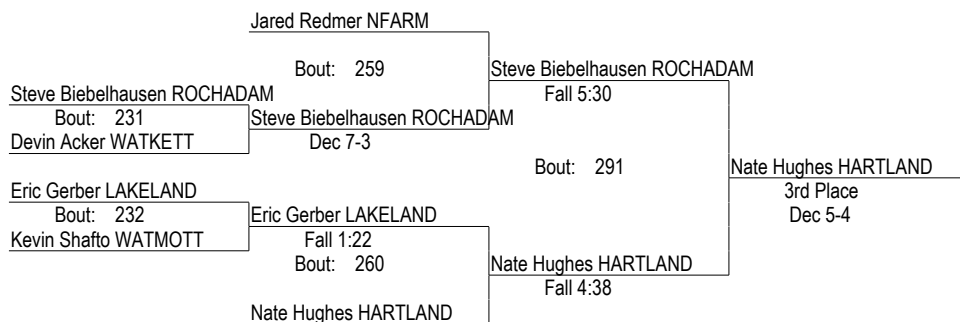 Jared Redmer NFARM
Bout: 259
Steve Biebelhausen ROCHADAM
Fall 5:30
Steve Biebelhausen ROCHADAM
Bout: 231
Steve Biebelhausen ROCHADAM
Devin Acker WATKETT
Dec 7-3
Bout: 291
Nate Hughes HARTLAND
3rd Place
Dec 5-4
Eric Gerber LAKELAND
Bout: 232
Eric Gerber LAKELAND
Kevin Shafto WATMOTT
Fall 1:22
Bout: 260
Nate Hughes HARTLAND
Fall 4:38
Nate Hughes HARTLAND